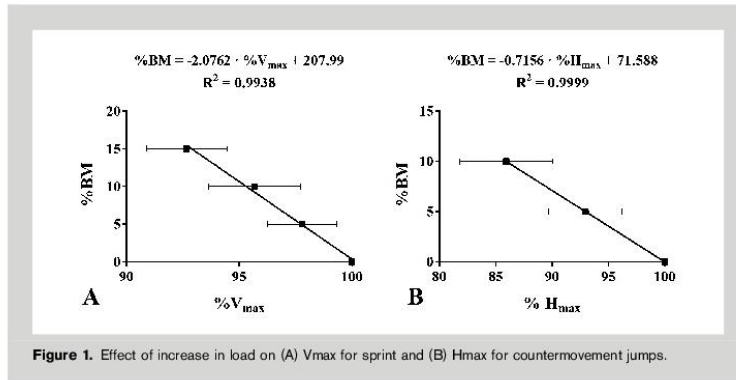 %BM = -2.0762 · %Vmax + 207.99
R² = 0.9938
20
15
10
5
0
%BM
90
95
100
%Vmax
A
%BM = -0.7156 · %Hmax + 71.588
R² = 0.9999
15
10
5
0
%BM
80
85
90
95
100
% Hmax
B
Figure 1. Effect of increase in load on (A) Vmax for sprint and (B) Hmax for countermovement jumps.